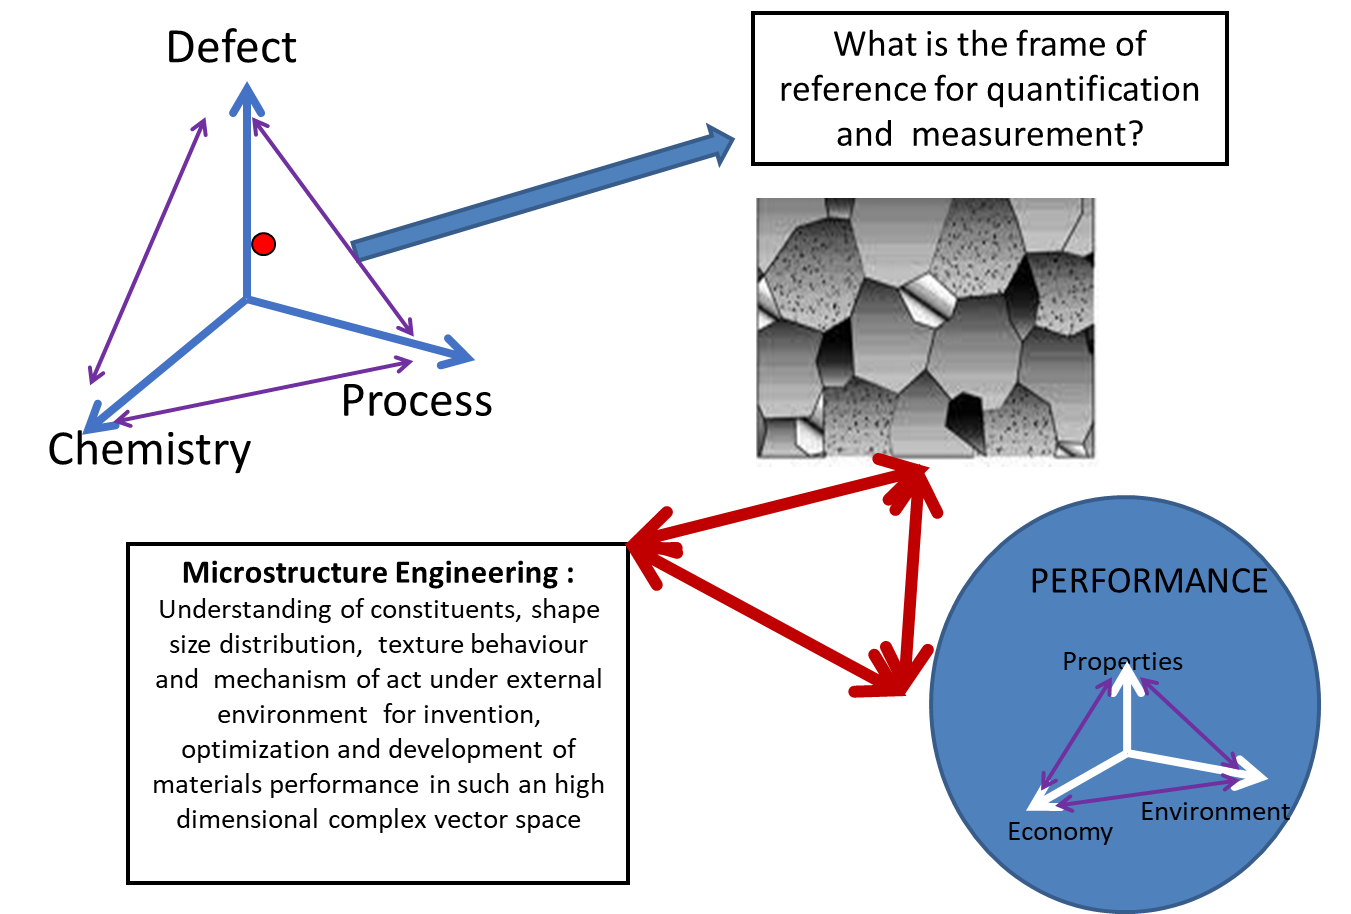 Defect
What is the frame of
reference for quantification
and measurement?
Process
Chemistry
Microstructure Engineering :
Understanding of constituents, shape
size distribution, texture behaviour
and mechanism of act under external
environment for invention,
optimization and development of
materials performance in such an high
dimensional complex vector space
PERFORMANCE
Properties
Environment
Economy